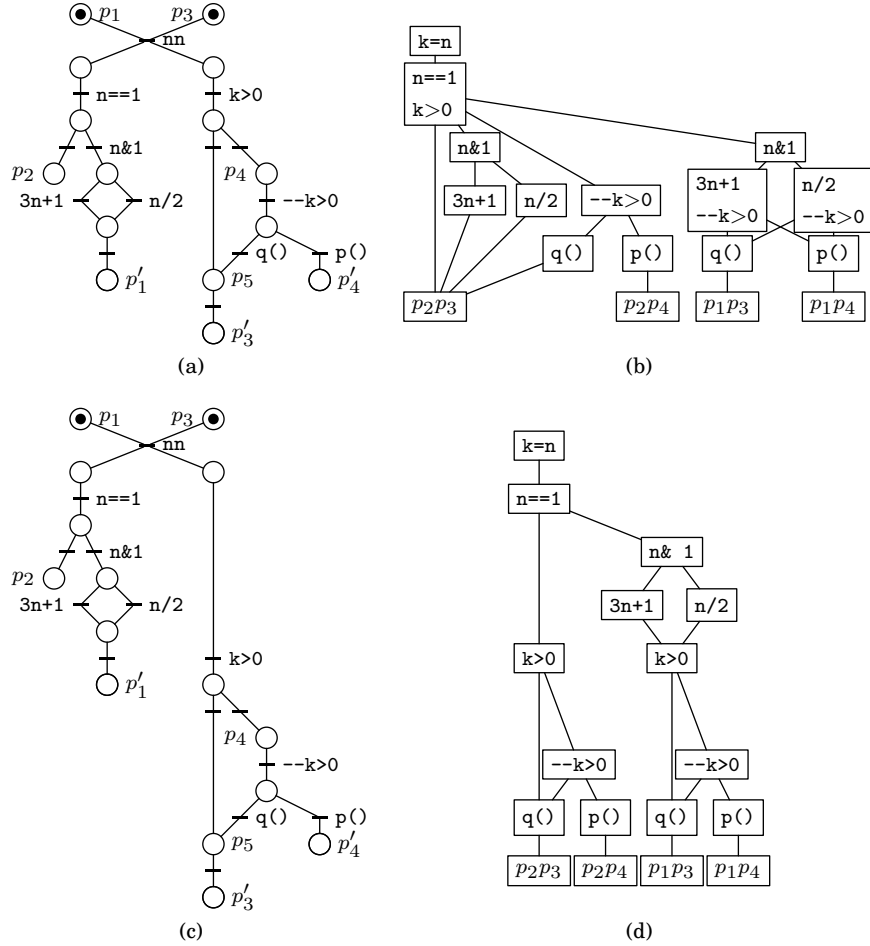 p1 p3
nn
n==1 k>0
n&1
p2 p4
3n+1 n/2 --k>0
q() p()
p′1 p5 p′4
p′3
(a)
k=n
n==1
k>0
n&1 n&1
3n+1 n/2 --k>0 3n+1 n/2
--k>0 --k>0
q() p() q() p()
p2p3 p2p4 p1p3 p1p4
(b)
p1 p3
nn
n==1
n&1
p2
3n+1 n/2
k>0
p′1
p4
--k>0
q() p()
p5 p′4
p′3
(c)
k=n
n==1
n& 1
3n+1 n/2
k>0 k>0
--k>0 --k>0
q() p() q() p()
p2p3 p2p4 p1p3 p1p4
(d)